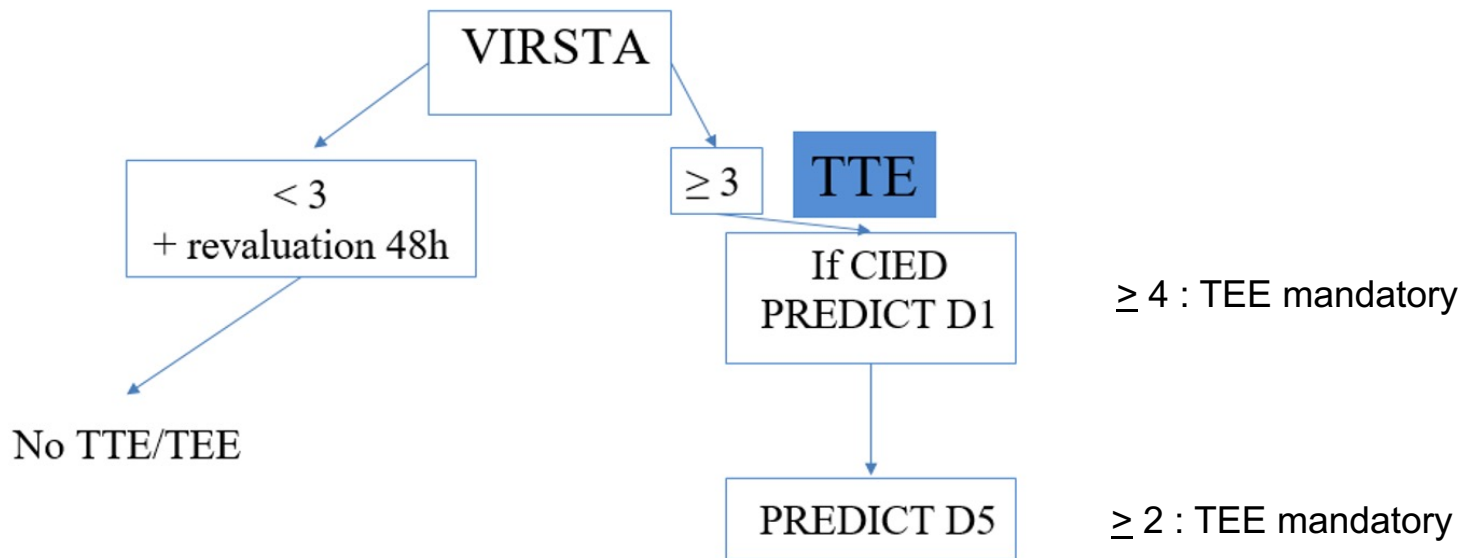 VIRSTA
< 3
+ revaluation 48h
≥ 3
TTE
If CIED
PREDICT D1
≥ 4 : TEE mandatory
No TTE/TEE
PREDICT D5
≥ 2 : TEE mandatory